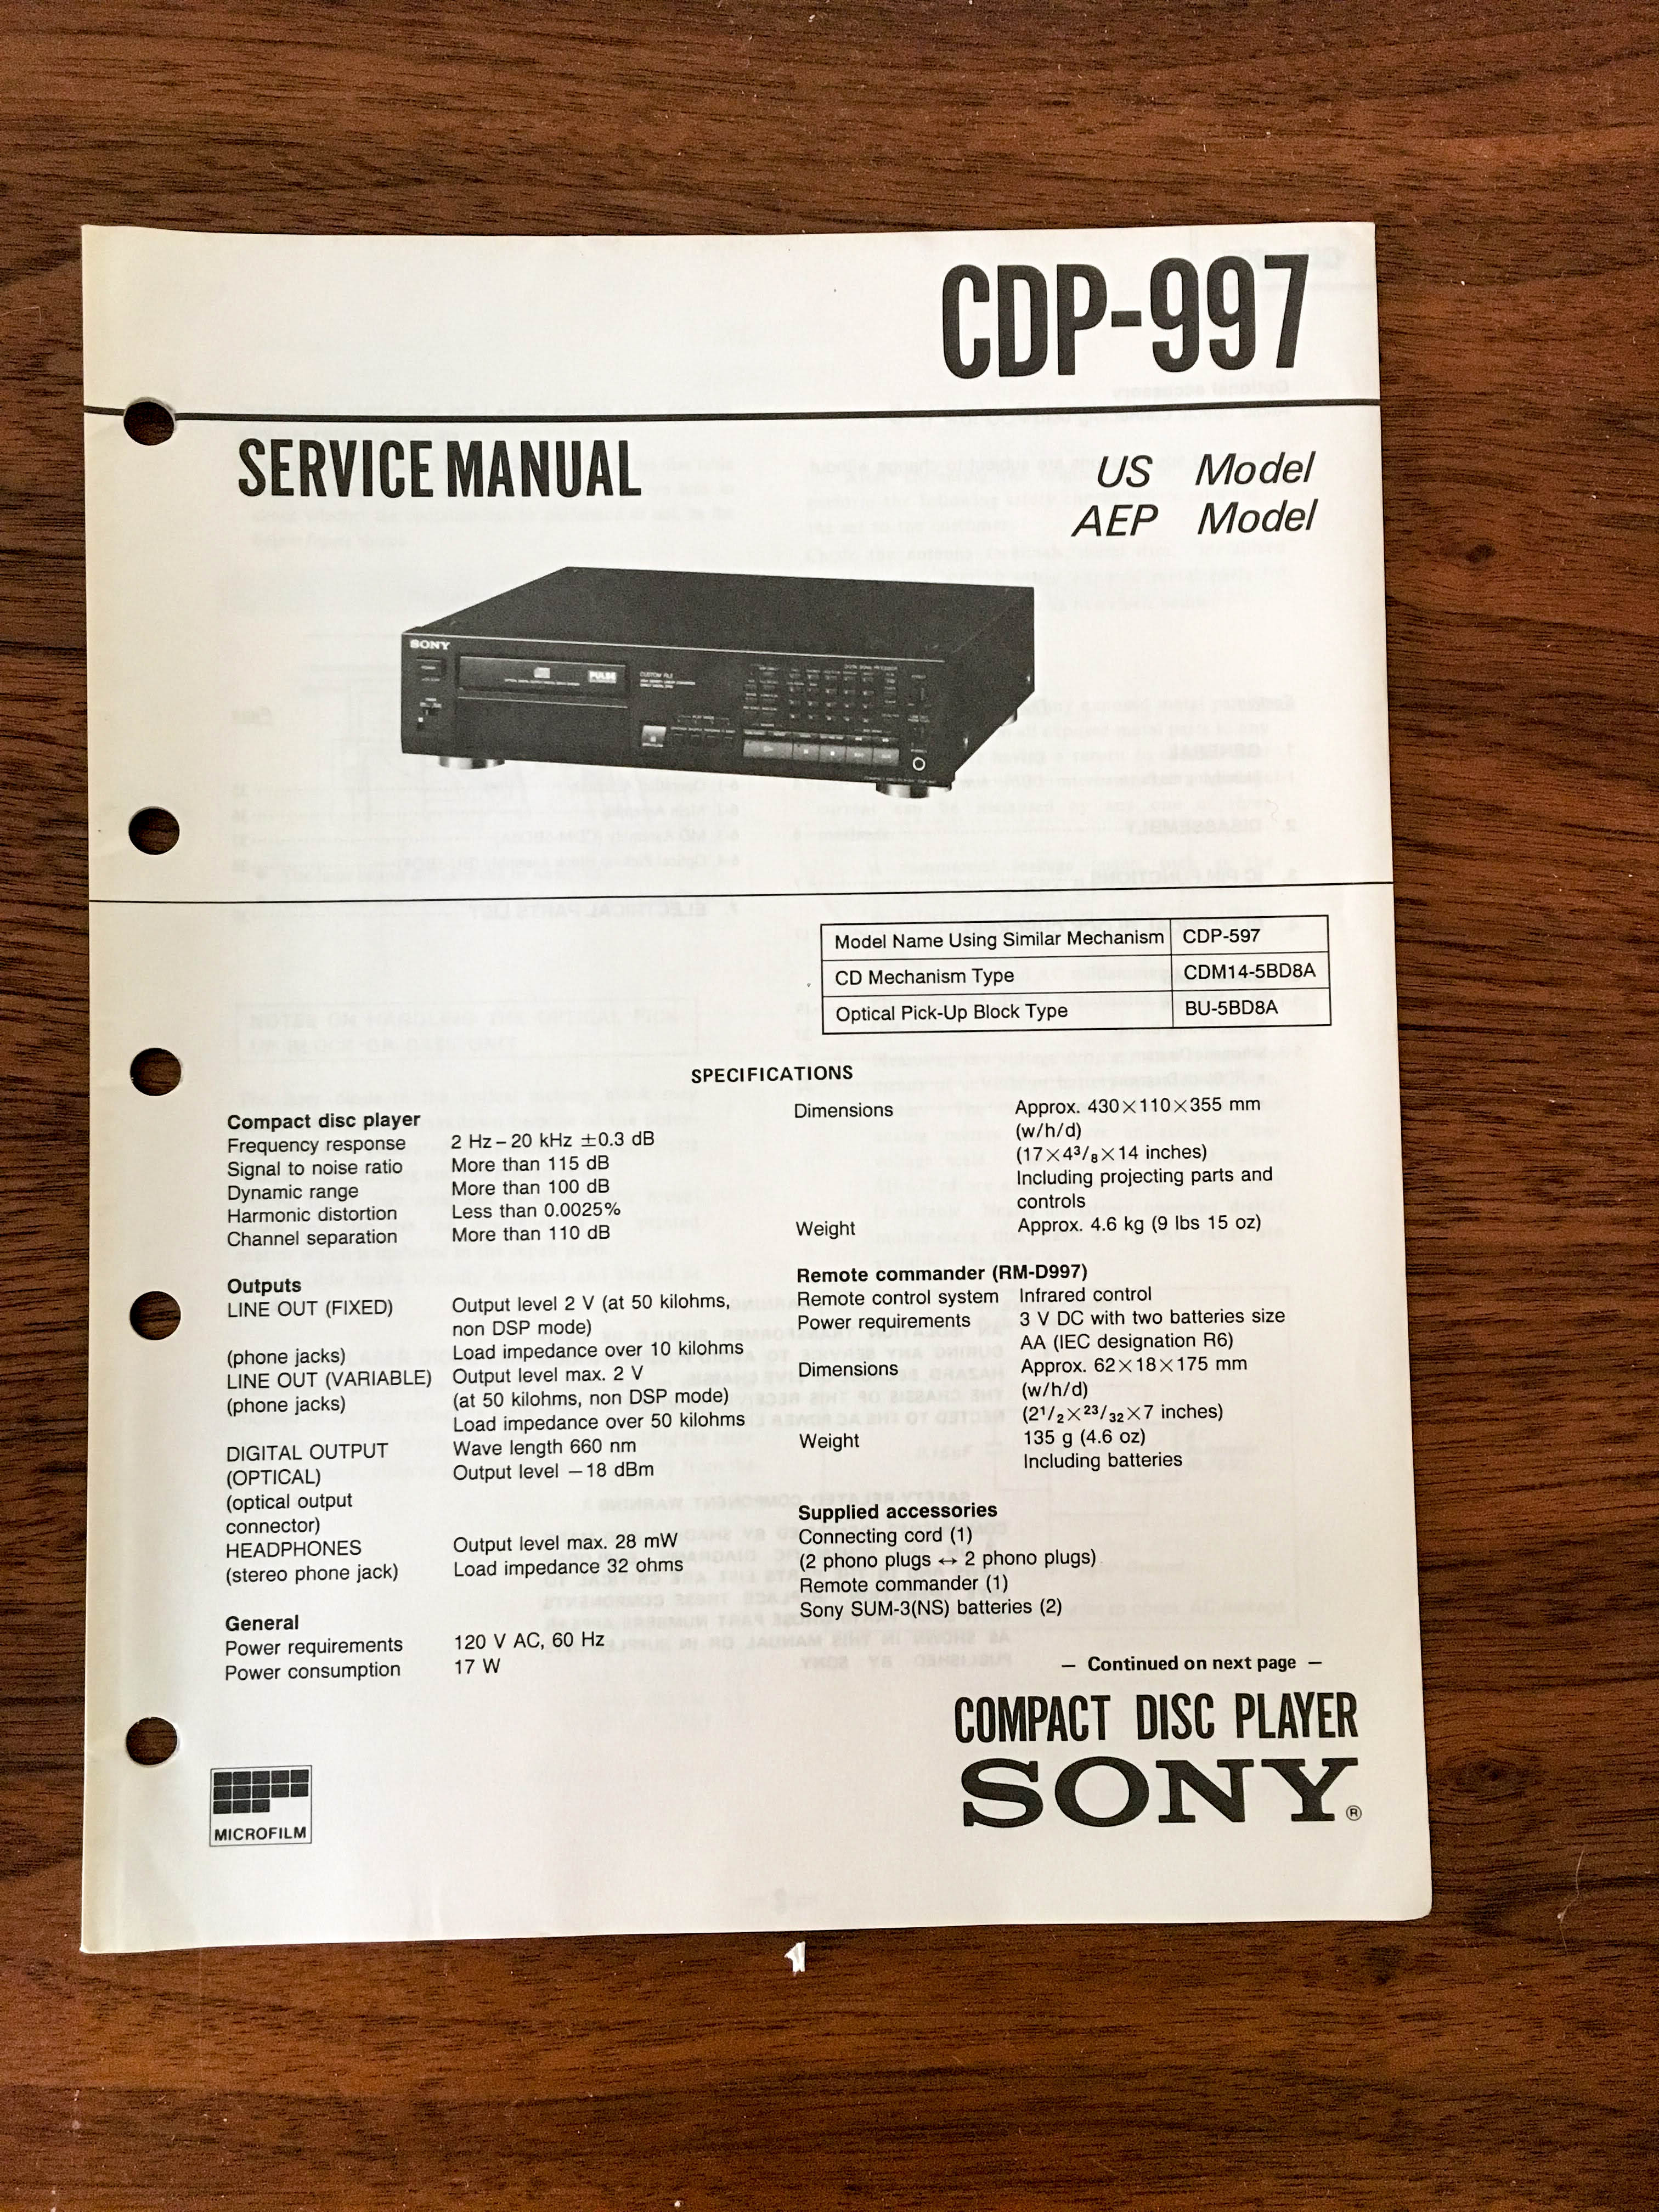 CDP-997
SERVICE MANUAL
US Model
AEP Model
SONY
PULSE
CUSTOM FILE
Model Name Using Similar Mechanism CDP-597
CD Mechanism Type CDM14-5BD8A
Optical Pick-Up Block Type BU-5BD8A
SPECIFICATIONS
Compact disc player
Frequency response 2 Hz – 20 kHz ±0.3 dB
Signal to noise ratio More than 115 dB
Dynamic range More than 100 dB
Harmonic distortion Less than 0.0025%
Channel separation More than 110 dB
Outputs
LINE OUT (FIXED) Output level 2 V (at 50 kilohms,
non DSP mode)
(phone jacks) Load impedance over 10 kilohms
LINE OUT (VARIABLE) Output level max. 2 V
(phone jacks) (at 50 kilohms, non DSP mode)
Load impedance over 50 kilohms
DIGITAL OUTPUT Wave length 660 nm
(OPTICAL) Output level −18 dBm
(optical output
connector)
HEADPHONES Output level max. 28 mW
(stereo phone jack) Load impedance 32 ohms
General
Power requirements 120 V AC, 60 Hz
Power consumption 17 W
Dimensions Approx. 430×110×355 mm
(w/h/d)
(17×4³/₈×14 inches)
Including projecting parts and
controls
Weight Approx. 4.6 kg (9 lbs 15 oz)
Remote commander (RM-D997)
Remote control system Infrared control
Power requirements 3 V DC with two batteries size
AA (IEC designation R6)
Dimensions Approx. 62×18×175 mm
(w/h/d)
(2¹/₂×²³/₃₂×7 inches)
Weight 135 g (4.6 oz)
Including batteries
Supplied accessories
Connecting cord (1)
(2 phono plugs ↔ 2 phono plugs)
Remote commander (1)
Sony SUM-3(NS) batteries (2)
— Continued on next page —
COMPACT DISC PLAYER
SONY®
MICROFILM